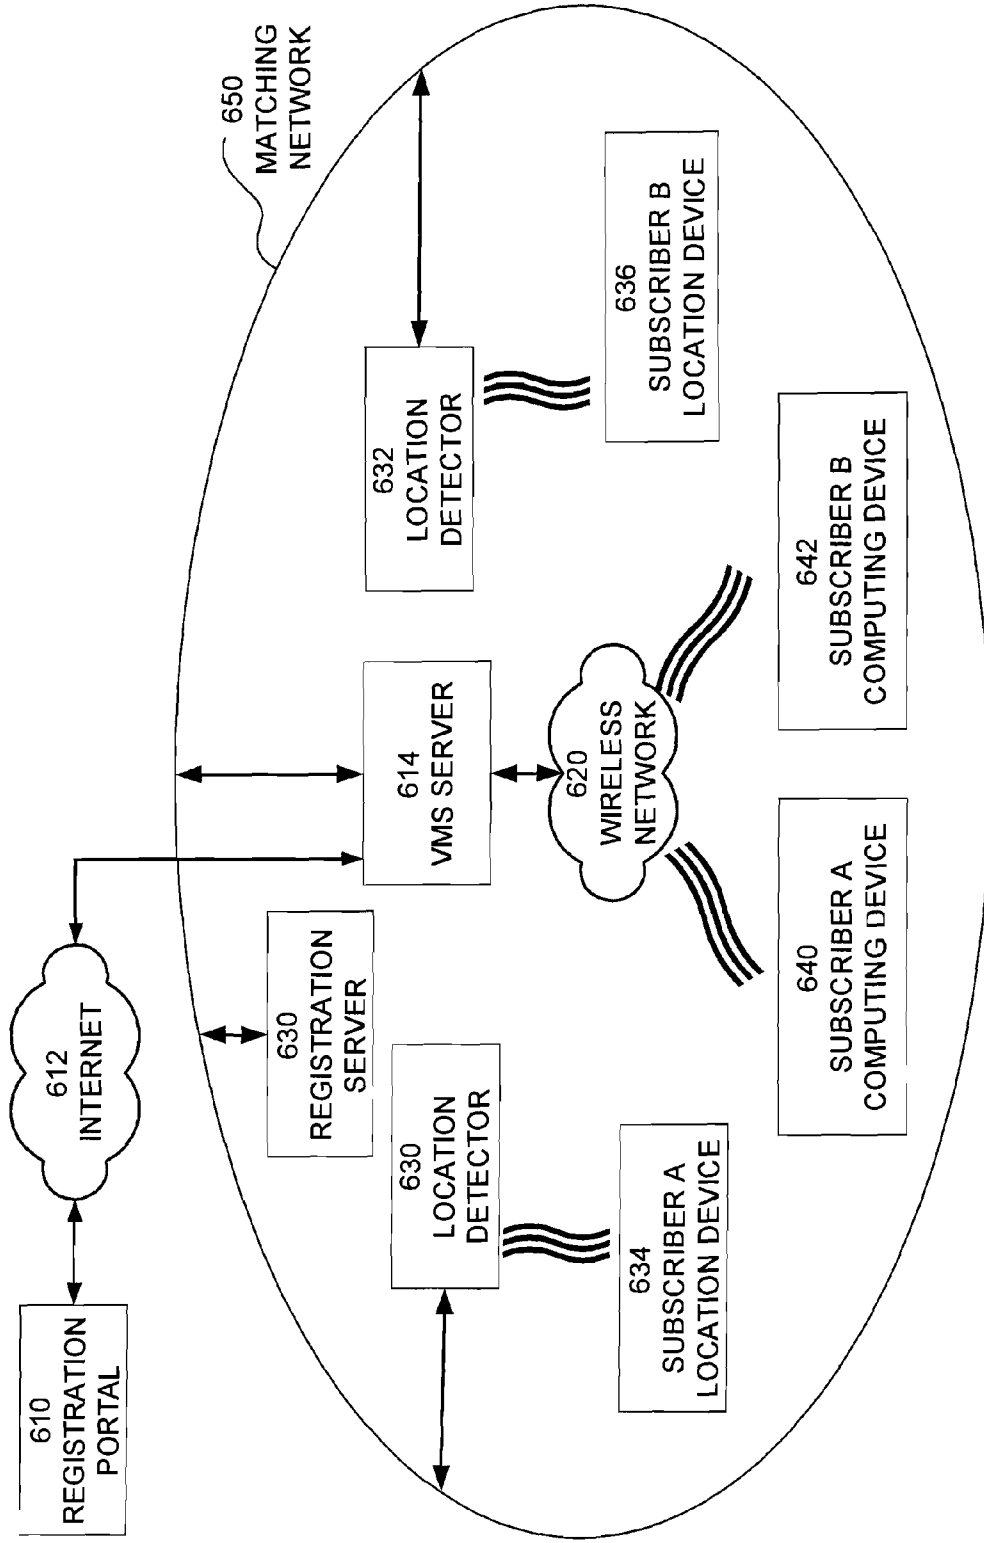 610
REGISTRATION
PORTAL
612
INTERNET
650
MATCHING
NETWORK
630
REGISTRATION
SERVER
630
LOCATION
DETECTOR
614
VMS SERVER
632
LOCATION
DETECTOR
620
WIRELESS
NETWORK
634
SUBSCRIBER A
LOCATION DEVICE
636
SUBSCRIBER B
LOCATION DEVICE
640
SUBSCRIBER A
COMPUTING DEVICE
642
SUBSCRIBER B
COMPUTING DEVICE